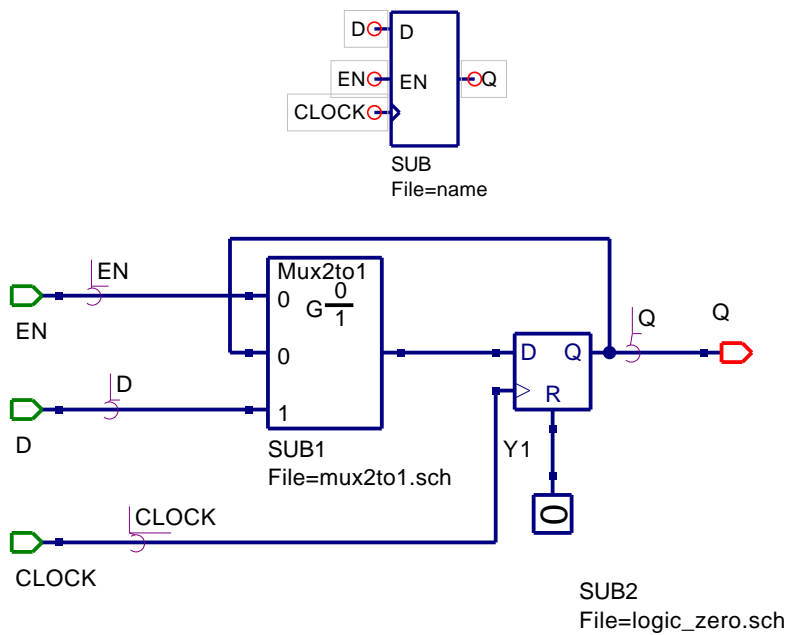 D
D
EN
EN
Q
CLOCK
SUB
File=name
EN
EN
Mux2to1
0
G
0
1
0
1
D
D
SUB1
File=mux2to1.sch
D
Q
R
Y1
Q
Q
0
CLOCK
CLOCK
SUB2
File=logic_zero.sch